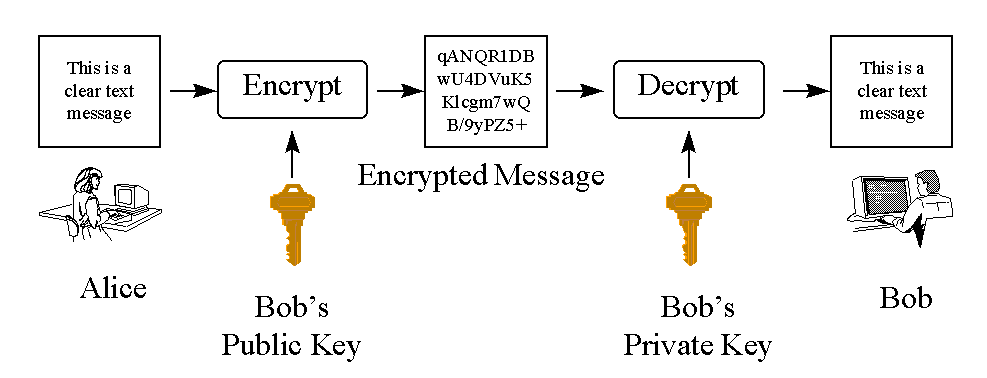 This is a
clear text
message
Encrypt
qANQR1DB
wU4DVuK5
K1cgm7wQ
B/9yPZ5+
Decrypt
This is a
clear text
message
Encrypted Message
Alice
Bob's
Public Key
Bob's
Private Key
Bob